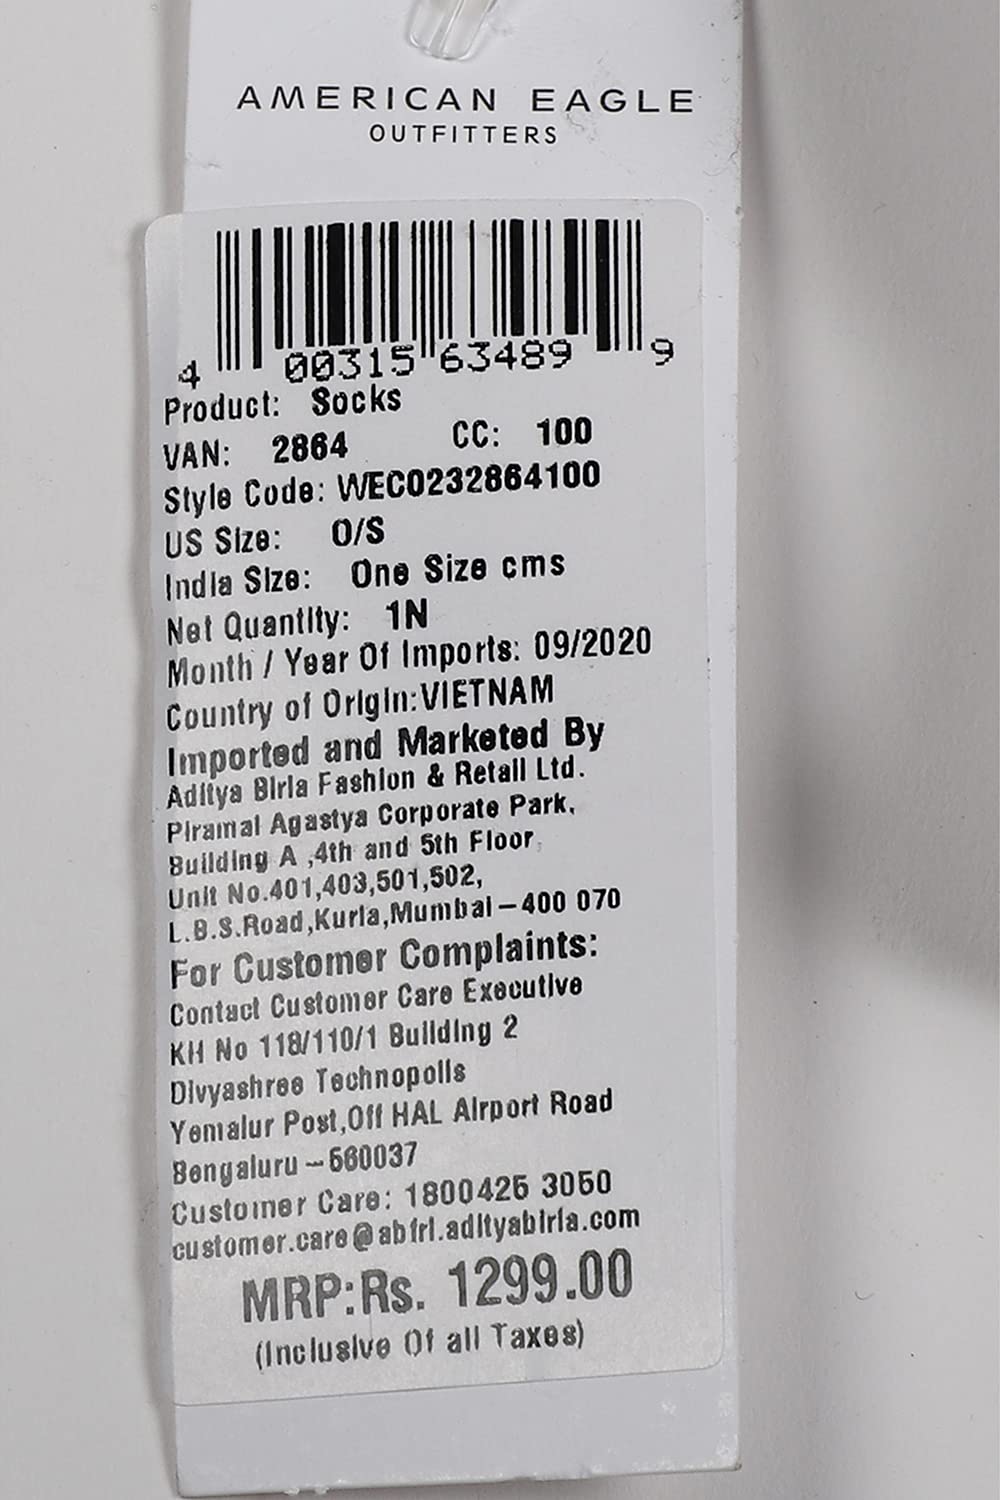 AMERICAN EAGLE
OUTFITTERS
4 00315 63489 9
Product: Socks
VAN: 2864 CC: 100
Style Code: WEC0232864100
US Size: O/S
India Size: One Size cms
Net Quantity: 1N
Month / Year Of Imports: 09/2020
Country of Origin:VIETNAM
Imported and Marketed By
Aditya Birla Fashion & Retail Ltd.
Piramal Agastya Corporate Park,
Building A ,4th and 5th Floor,
Unit No.401,403,501,502,
L.B.S.Road,Kurla,Mumbai – 400 070
For Customer Complaints:
Contact Customer Care Executive
KH No 118/110/1 Building 2
Divyashree Technopolis
Yemalur Post,Off HAL Airport Road
Bengaluru – 560037
Customer Care: 1800425 3050
customer.care@abfrl.adityabirla.com
MRP:Rs. 1299.00
(Inclusive Of all Taxes)